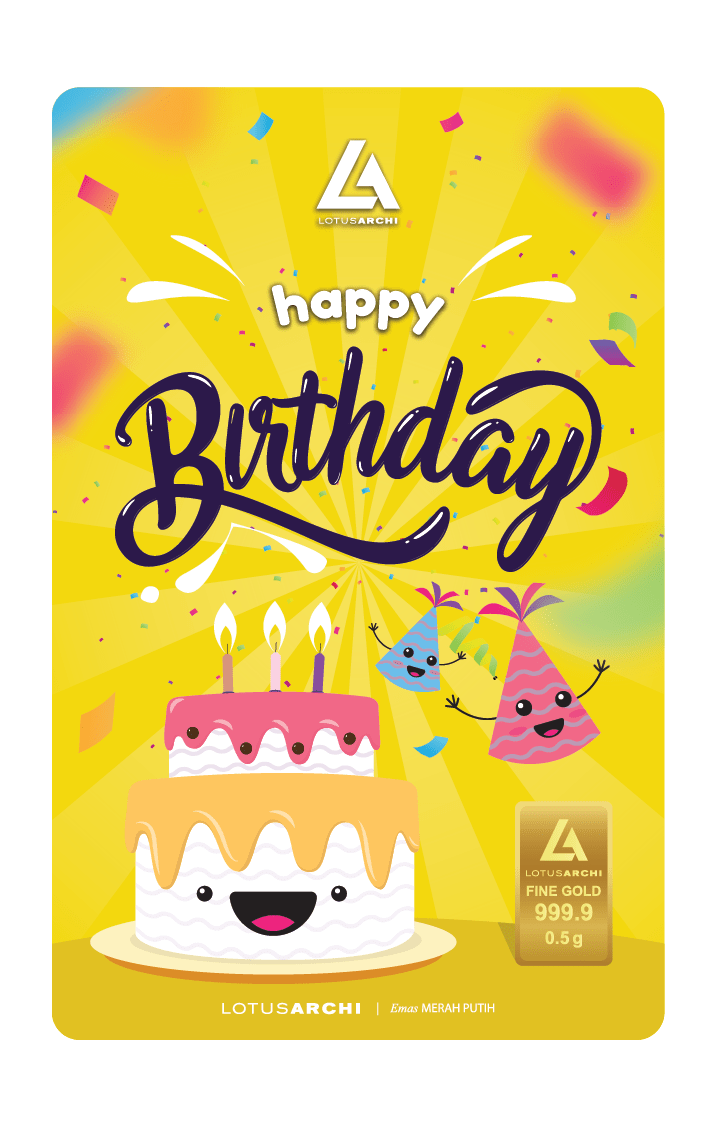 LOTUSARCHI
happy
Birthday
LOTUSARCHI
FINE GOLD
999.9
0.5 g
LOTUSARCHI | Emas MERAH PUTIH